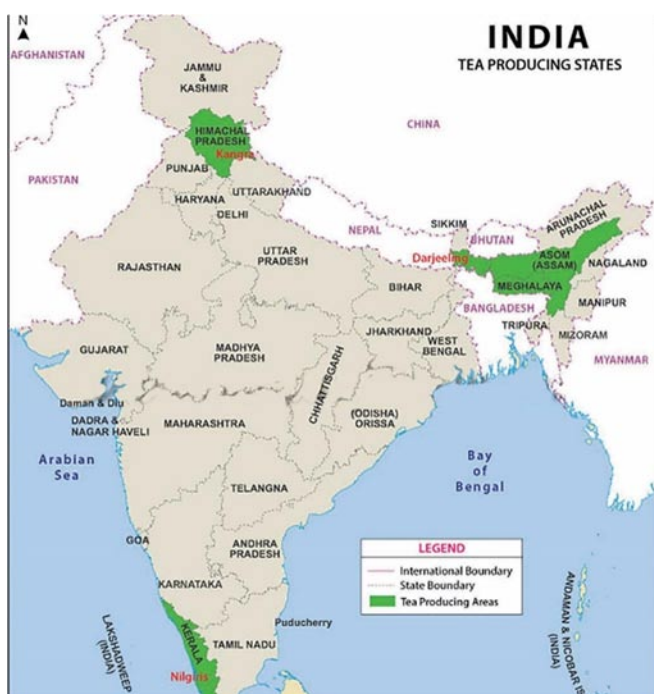 N
INDIA
TEA PRODUCING STATES
AFGHANISTAN
JAMMU
&
KASHMIR
CHINA
HIMACHAL
PRADESH
Kangra
PUNJAB
PAKISTAN
UTTARAKHAND
HARYANA
DELHI
ARUNACHAL
PRADESH
SIKKIM
NEPAL
BHUTAN
Darjeeling
ASOM
(ASSAM)
NAGALAND
UTTAR
PRADESH
RAJASTHAN
MEGHALAYA
BIHAR
BANGLADESH
MANIPUR
TRIPURA
MIZORAM
JHARKHAND
WEST
BENGAL
GUJARAT
MADHYA
PRADESH
MYANMAR
CHHATTISGARH
Daman & Diu
DADRA &
NAGAR HAVELI
MAHARASHTRA
(ODISHA)
ORISSA
Arabian
Sea
Bay
of
Bengal
TELANGNA
GOA
ANDHRA
PRADESH
LEGEND
International Boundary
State Boundary
Tea Producing Areas
KARNATAKA
Puducherry
LAKSHADWEEP
(INDIA)
KERALA
TAMIL NADU
Nilgiris
ANDAMAN & NICOBAR IS
(INDIA)